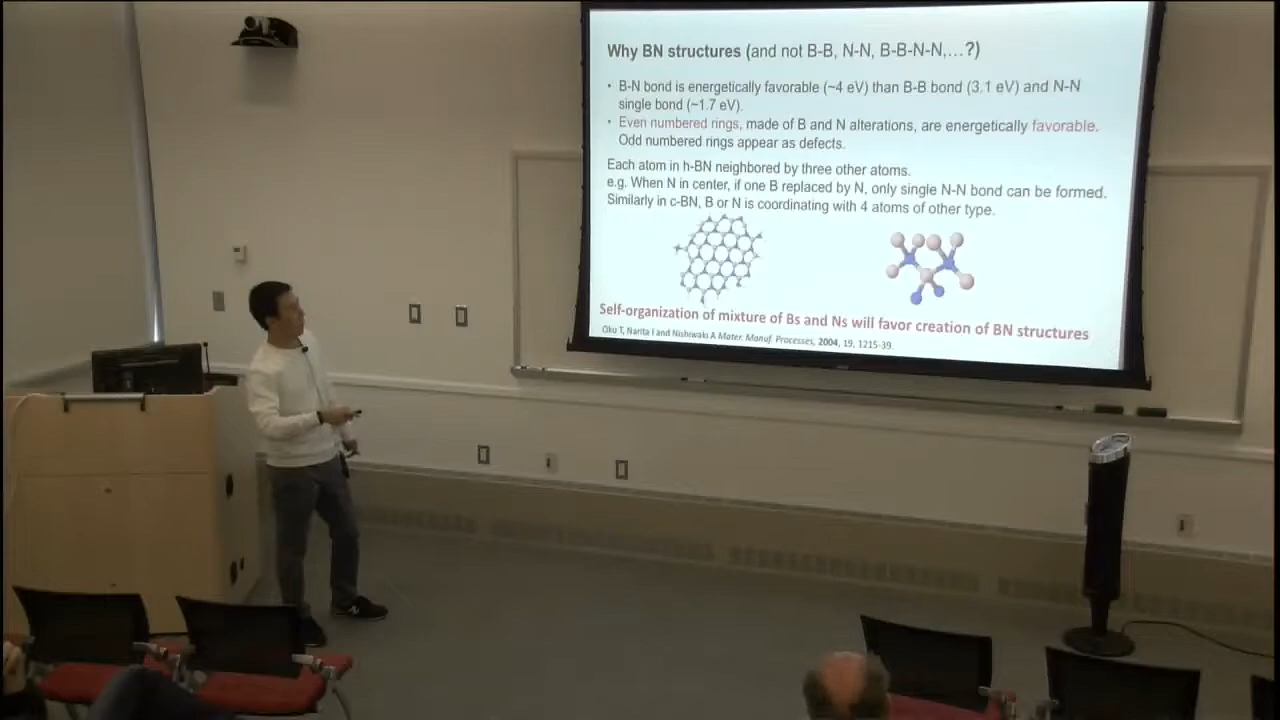 Why BN structures (and not B-B, N-N, B-B-N-N,…?)
• B-N bond is energetically favorable (~4 eV) than B-B bond (3.1 eV) and N-N
single bond (~1.7 eV).
• Even numbered rings, made of B and N alterations, are energetically favorable.
Odd numbered rings appear as defects.
Each atom in h-BN neighbored by three other atoms.
e.g. When N in center, if one B replaced by N, only single N-N bond can be formed.
Similarly in c-BN, B or N is coordinating with 4 atoms of other type.
Self-organization of mixture of Bs and Ns will favor creation of BN structures
Oku T, Narita I and Nishiwaki A Mater. Manuf. Processes, 2004, 19, 1215-39.